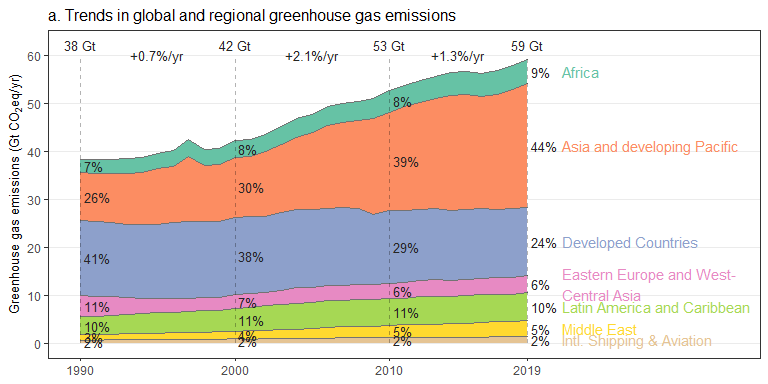 a. Trends in global and regional greenhouse gas emissions
38 Gt
42 Gt
53 Gt
59 Gt
+0.7%/yr
+2.1%/yr
+1.3%/yr
Greenhouse gas emissions (Gt CO2eq/yr)
60
50
40
30
20
10
0
7%
26%
41%
11%
10%
3%
2%
8%
30%
38%
7%
11%
4%
2%
8%
39%
29%
6%
11%
5%
2%
9% Africa
44% Asia and developing Pacific
24% Developed Countries
6% Eastern Europe and West-
Central Asia
10% Latin America and Caribbean
5% Middle East
2% Intl. Shipping & Aviation
1990
2000
2010
2019